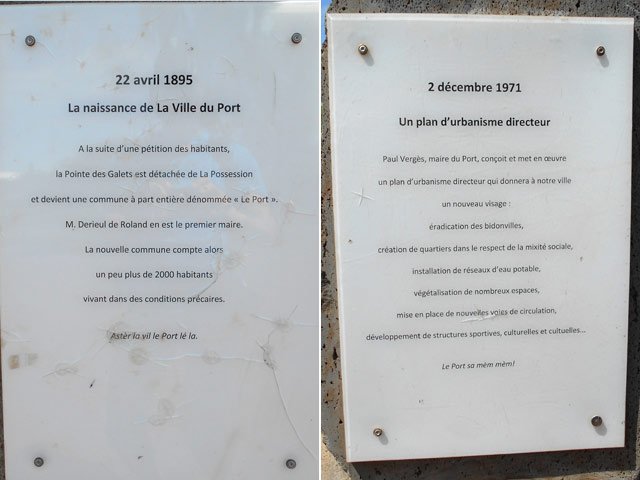 22 avril 1895
La naissance de La Ville du Port
A la suite d'une pétition des habitants,
la Pointe des Galets est détachée de La Possession
et devient une commune à part entière dénommée « Le Port ».
M. Derieul de Roland en est le premier maire.
La nouvelle commune compte alors
un peu plus de 2000 habitants
vivant dans des conditions précaires.
Astèr la vil le Port lé la.
2 décembre 1971
Un plan d'urbanisme directeur
Paul Vergès, maire du Port, conçoit et met en œuvre
un plan d'urbanisme directeur qui donnera à notre ville
un nouveau visage :
éradication des bidonvilles,
création de quartiers dans le respect de la mixité sociale,
installation de réseaux d'eau potable,
végétalisation de nombreux espaces,
mise en place de nouvelles voies de circulation,
développement de structures sportives, culturelles et cultuelles...
Le Port sa mèm mèm!